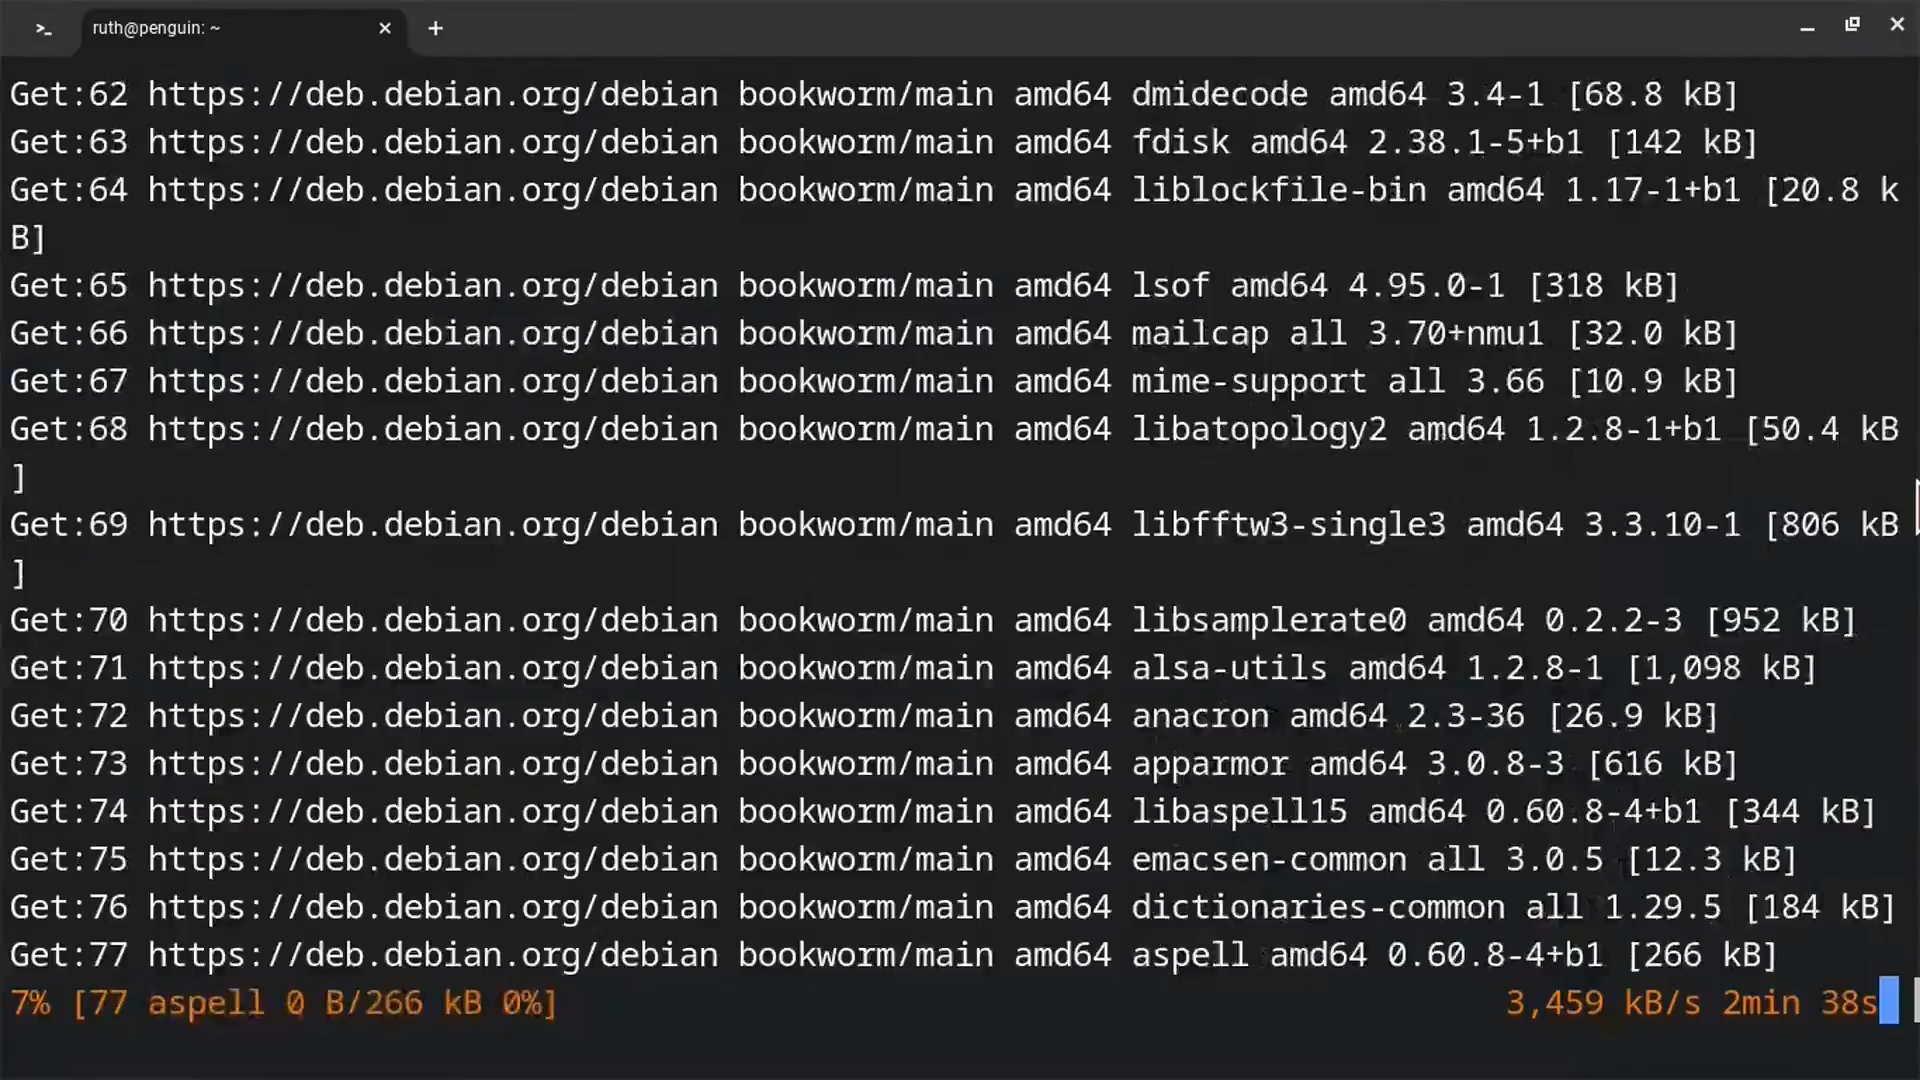 >_ ruth@penguin: ~ × +
Get:62 https://deb.debian.org/debian bookworm/main amd64 dmidecode amd64 3.4-1 [68.8 kB]
Get:63 https://deb.debian.org/debian bookworm/main amd64 fdisk amd64 2.38.1-5+b1 [142 kB]
Get:64 https://deb.debian.org/debian bookworm/main amd64 liblockfile-bin amd64 1.17-1+b1 [20.8 k
B]
Get:65 https://deb.debian.org/debian bookworm/main amd64 lsof amd64 4.95.0-1 [318 kB]
Get:66 https://deb.debian.org/debian bookworm/main amd64 mailcap all 3.70+nmu1 [32.0 kB]
Get:67 https://deb.debian.org/debian bookworm/main amd64 mime-support all 3.66 [10.9 kB]
Get:68 https://deb.debian.org/debian bookworm/main amd64 libatopology2 amd64 1.2.8-1+b1 [50.4 kB
]
Get:69 https://deb.debian.org/debian bookworm/main amd64 libfftw3-single3 amd64 3.3.10-1 [806 kB
]
Get:70 https://deb.debian.org/debian bookworm/main amd64 libsamplerate0 amd64 0.2.2-3 [952 kB]
Get:71 https://deb.debian.org/debian bookworm/main amd64 alsa-utils amd64 1.2.8-1 [1,098 kB]
Get:72 https://deb.debian.org/debian bookworm/main amd64 anacron amd64 2.3-36 [26.9 kB]
Get:73 https://deb.debian.org/debian bookworm/main amd64 apparmor amd64 3.0.8-3 [616 kB]
Get:74 https://deb.debian.org/debian bookworm/main amd64 libaspell15 amd64 0.60.8-4+b1 [344 kB]
Get:75 https://deb.debian.org/debian bookworm/main amd64 emacsen-common all 3.0.5 [12.3 kB]
Get:76 https://deb.debian.org/debian bookworm/main amd64 dictionaries-common all 1.29.5 [184 kB]
Get:77 https://deb.debian.org/debian bookworm/main amd64 aspell amd64 0.60.8-4+b1 [266 kB]
7% [77 aspell 0 B/266 kB 0%] 3,459 kB/s 2min 38s